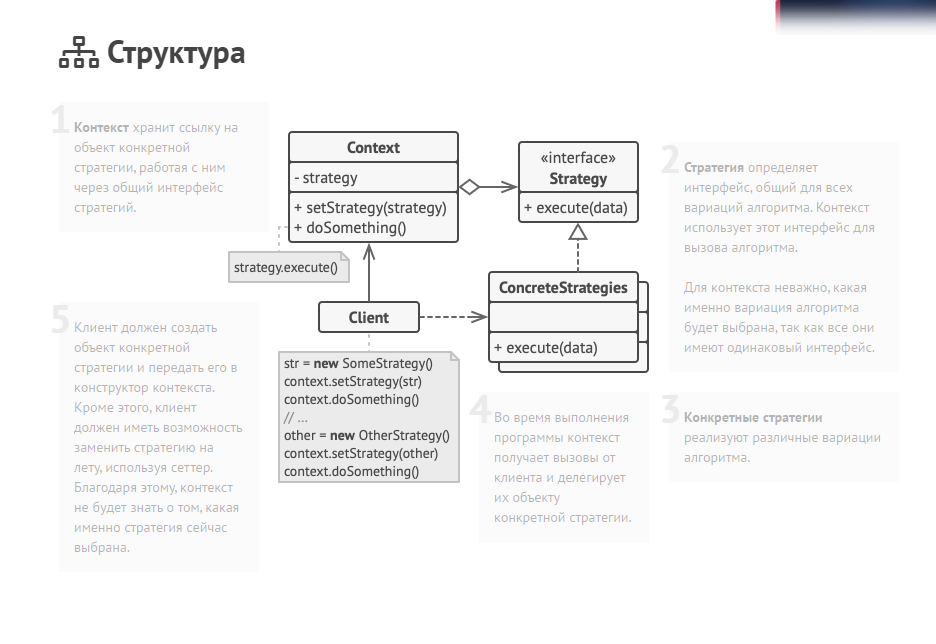 Структура
1
Контекст хранит ссылку на
объект конкретной
стратегии, работая с ним
через общий интерфейс
стратегий.
Context
- strategy
+ setStrategy(strategy)
+ doSomething()
strategy.execute()
«interface»
Strategy
+ execute(data)
2
Стратегия определяет
интерфейс, общий для всех
вариаций алгоритма. Контекст
использует этот интерфейс для
вызова алгоритма.
Для контекста неважно, какая
именно вариация алгоритма
будет выбрана, так как все они
имеют одинаковый интерфейс.
ConcreteStrategies
+ execute(data)
Client
str = new SomeStrategy()
context.setStrategy(str)
context.doSomething()
// ...
other = new OtherStrategy()
context.setStrategy(other)
context.doSomething()
3
Конкретные стратегии
реализуют различные вариации
алгоритма.
4
Во время выполнения
программы контекст
получает вызовы от
клиента и делегирует
их объекту
конкретной стратегии.
5
Клиент должен создать
объект конкретной
стратегии и передать его в
конструктор контекста.
Кроме этого, клиент
должен иметь возможность
заменить стратегию на
лету, используя сеттер.
Благодаря этому, контекст
не будет знать о том, какая
именно стратегия сейчас
выбрана.